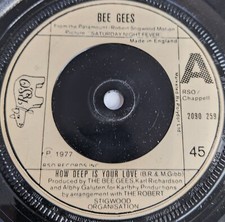 BEE GEES
From the Paramount-Robert Stigwood Motion
Picture "SATURDAY NIGHT FEVER"
Made in England
A
RSO/
Chappell
2090 259
RSO
P 1977
45
HOW DEEP IS YOUR LOVE (B.R.& M.Gibb)
Produced by THE BEE GEES, Karl Richardson
and Albhy Galuten for Karlbhy Productions
by arrangement with THE ROBERT
STIGWOOD
ORGANISATION